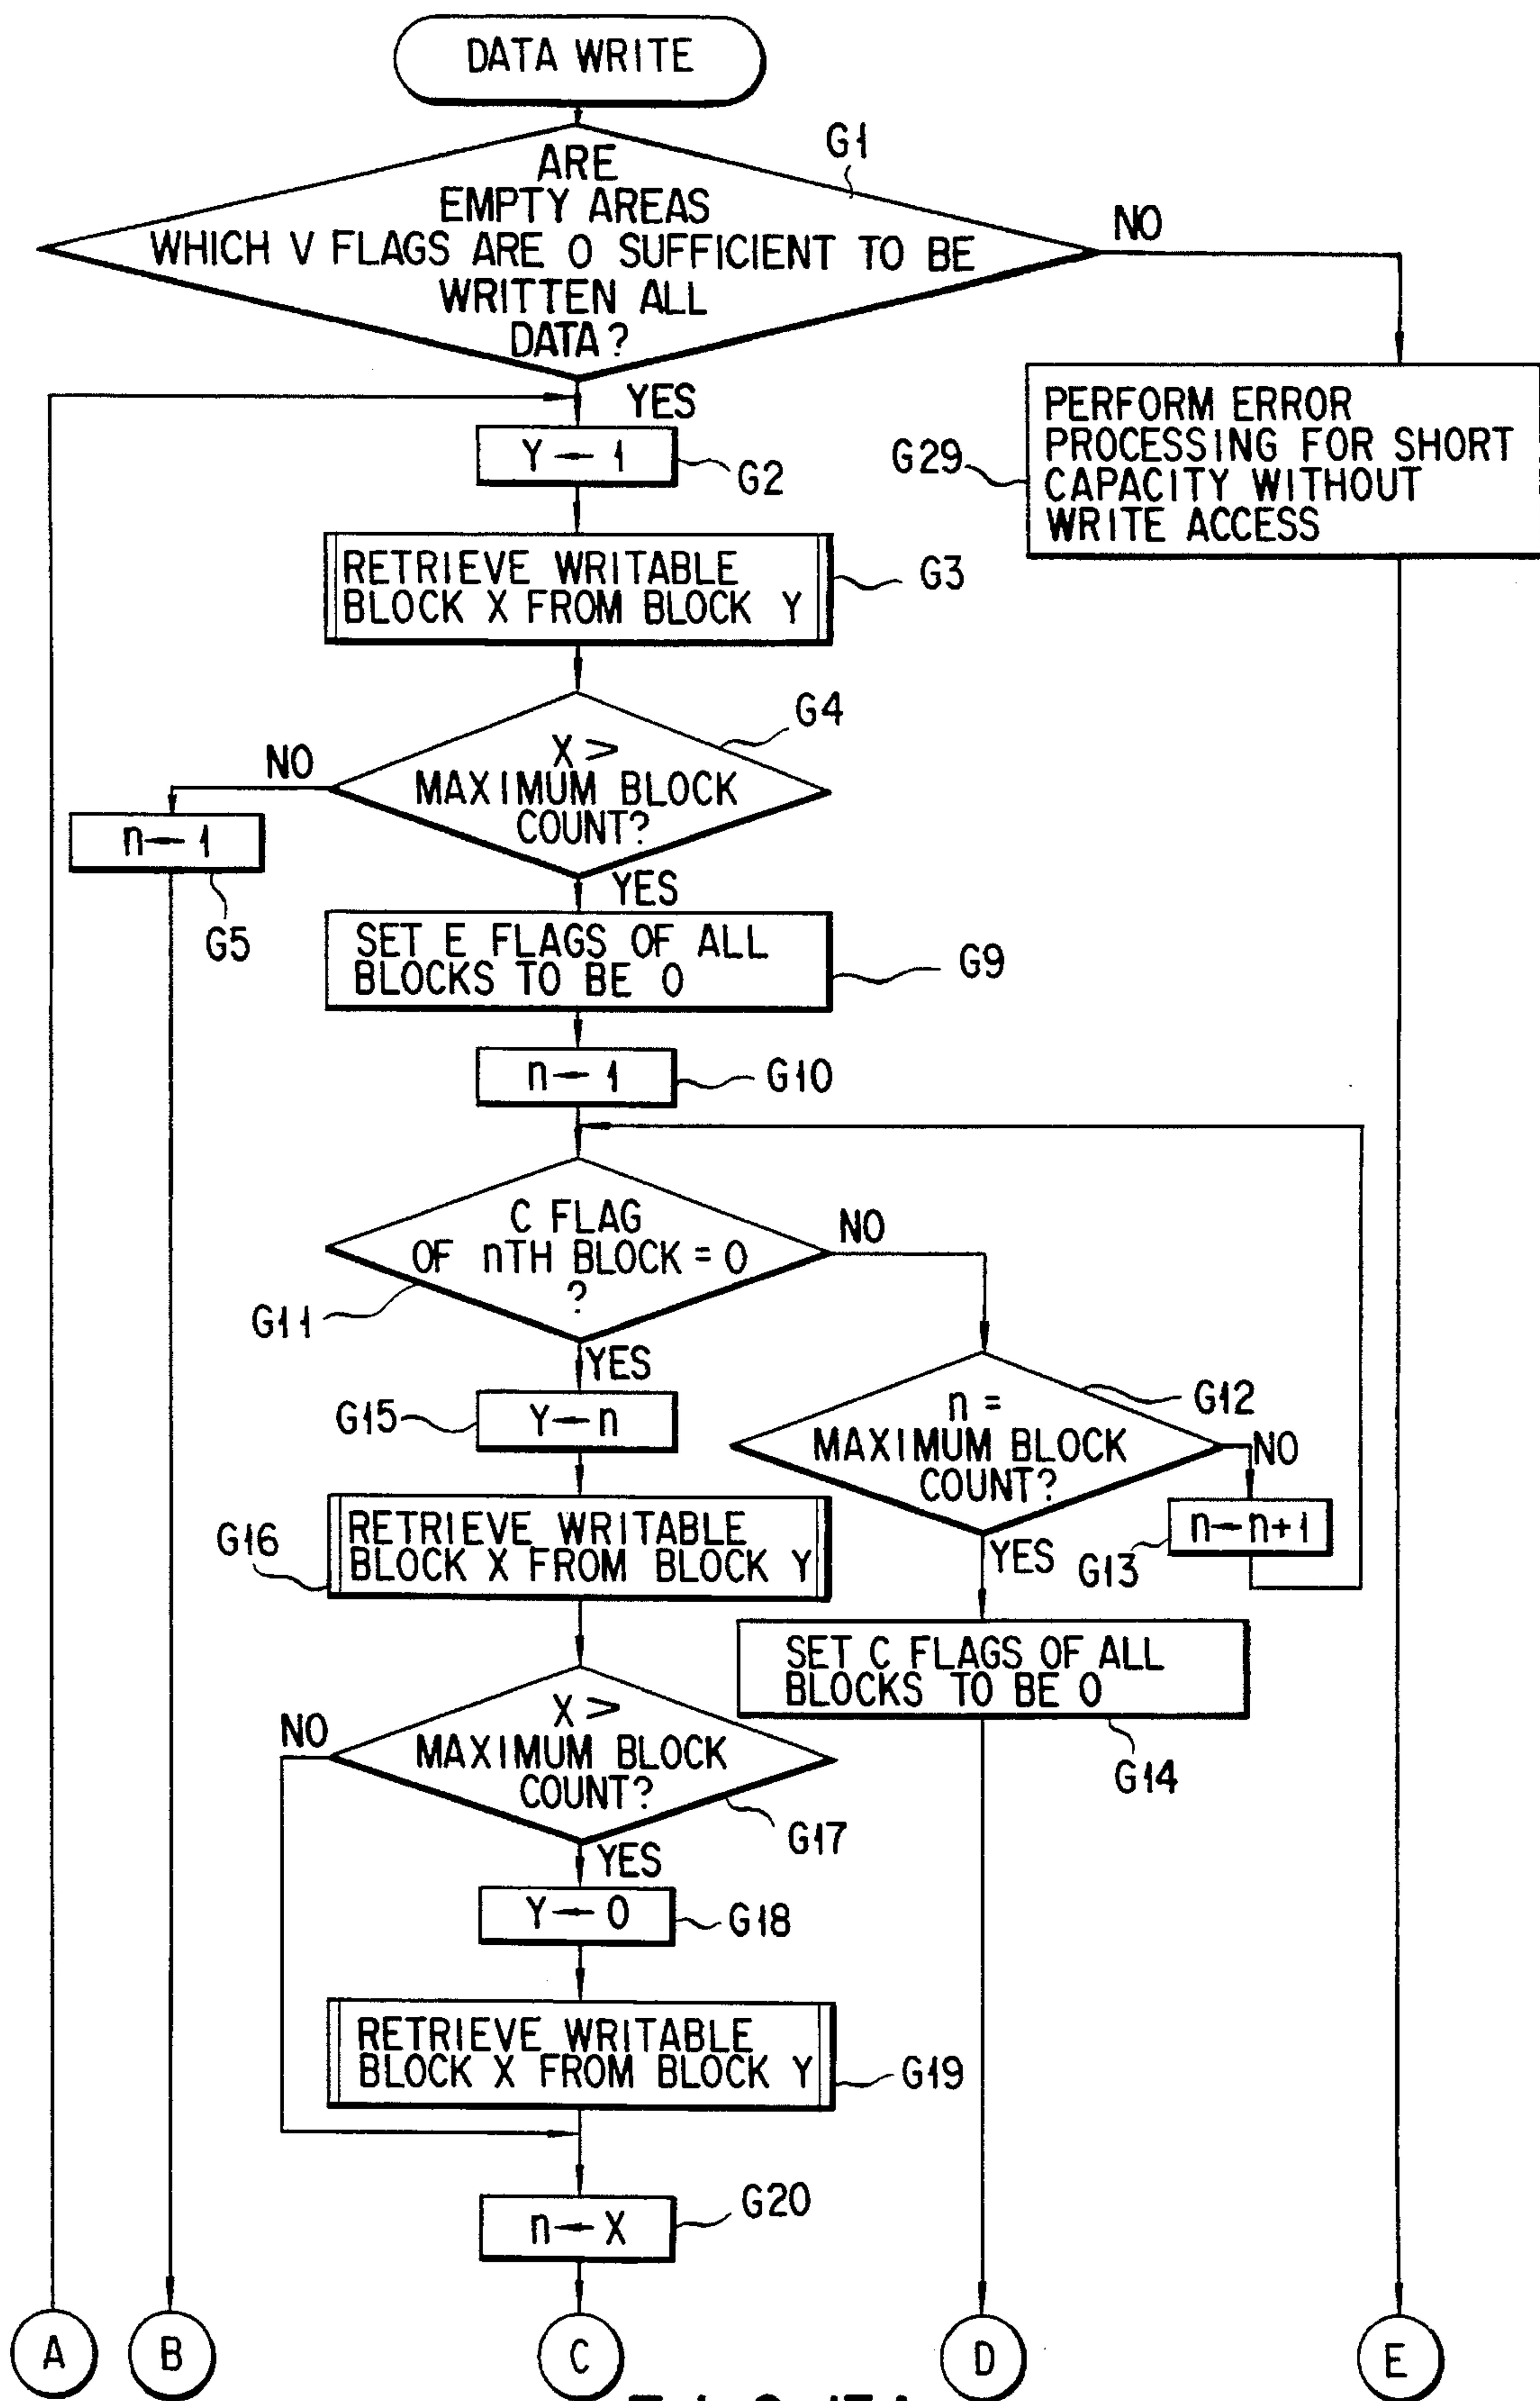 DATA WRITE
G1
ARE
EMPTY AREAS
WHICH V FLAGS ARE 0 SUFFICIENT TO BE
WRITTEN ALL
DATA?
NO
YES
Y ← 1
G2
G29
PERFORM ERROR
PROCESSING FOR SHORT
CAPACITY WITHOUT
WRITE ACCESS
RETRIEVE WRITABLE
BLOCK X FROM BLOCK Y
G3
G4
X >
MAXIMUM BLOCK
COUNT?
NO
n ← 1
G5
YES
SET E FLAGS OF ALL
BLOCKS TO BE 0
G9
n ← 1
G10
C FLAG
OF nTH BLOCK = 0
?
NO
G11
YES
G15
Y ← n
G12
n =
MAXIMUM BLOCK
COUNT?
NO
n ← n+1
G13
YES
G16
RETRIEVE WRITABLE
BLOCK X FROM BLOCK Y
SET C FLAGS OF ALL
BLOCKS TO BE 0
G14
X >
MAXIMUM BLOCK
COUNT?
NO
G17
YES
Y ← 0
G18
RETRIEVE WRITABLE
BLOCK X FROM BLOCK Y
G19
n ← X
G20
A
B
C
D
E